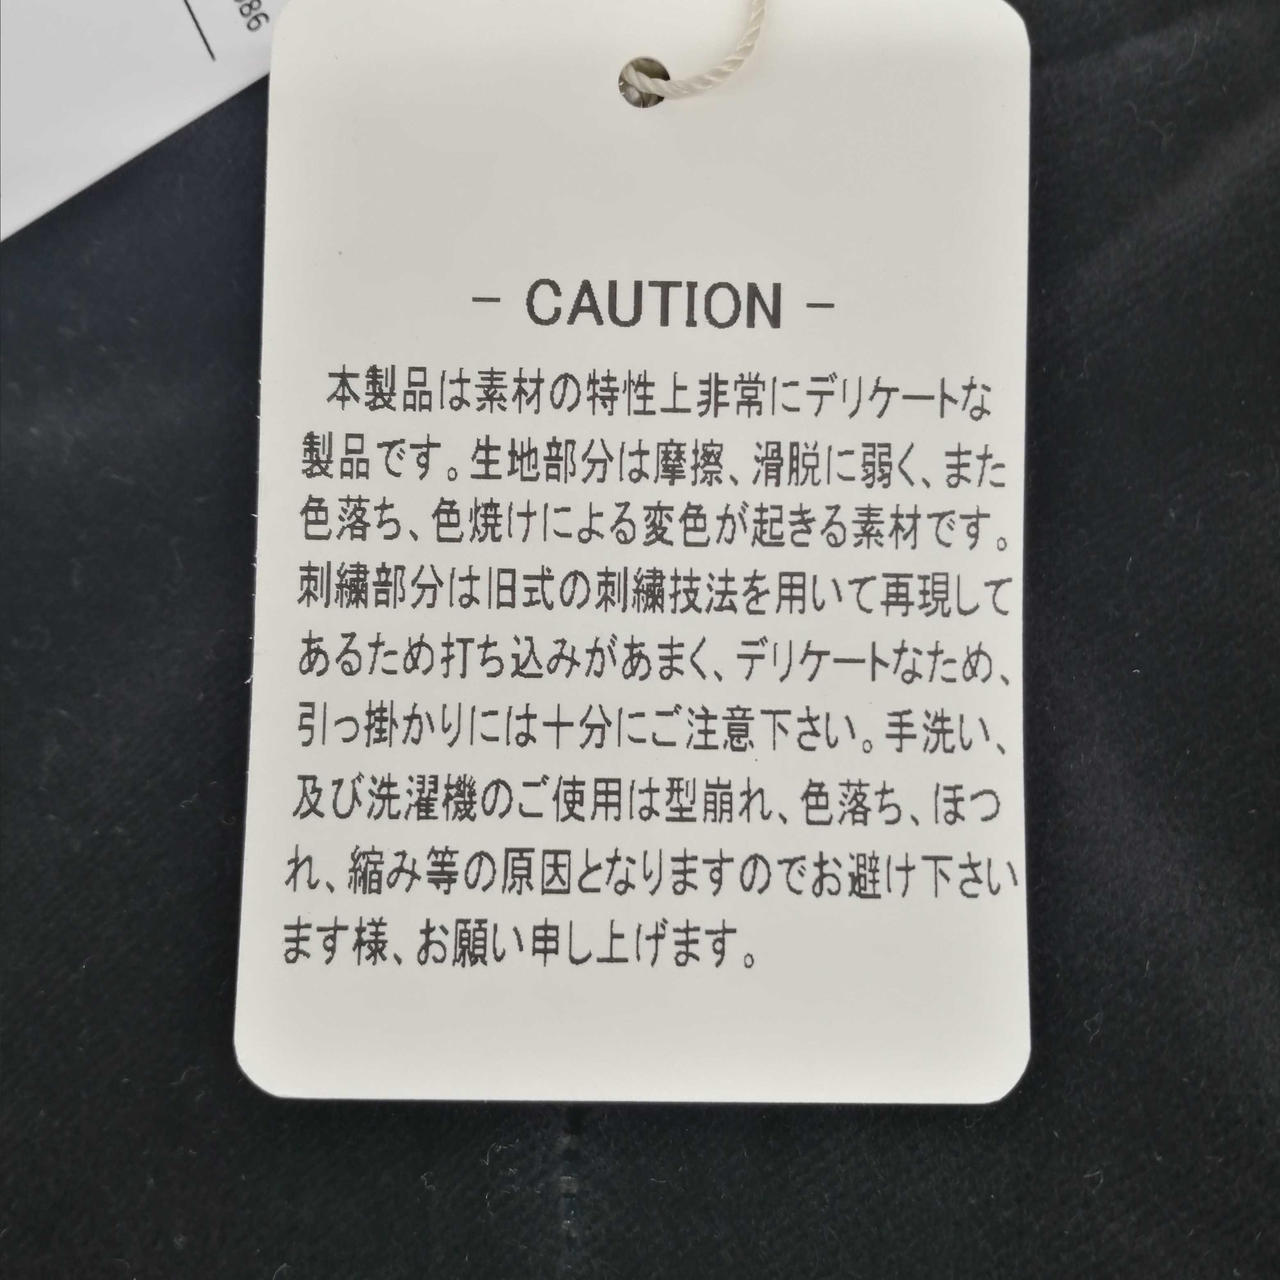 86
- CAUTION -
本製品は素材の特性上非常にデリケートな
製品です。生地部分は摩擦、滑脱に弱く、また
色落ち、色焼けによる変色が起きる素材です。
刺繍部分は旧式の刺繍技法を用いて再現して
あるため打ち込みがあまく、デリケートなため、
引っ掛かりには十分にご注意下さい。手洗い、
及び洗濯機のご使用は型崩れ、色落ち、ほつ
れ、縮み等の原因となりますのでお避け下さい
ます様、お願い申し上げます。